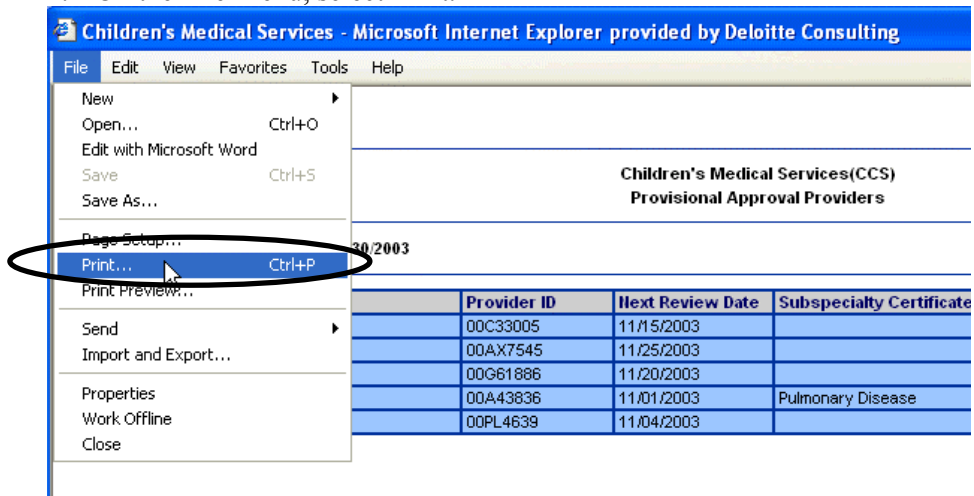 Children's Medical Services - Microsoft Internet Explorer provided by Deloitte Consulting
File Edit View Favorites Tools Help
New
Open... Ctrl+O
Edit with Microsoft Word
Save Ctrl+S
Save As...
Page Setup...
Print... Ctrl+P
Print Preview...
Send
Import and Export...
Properties
Work Offline
Close
Children's Medical Services(CCS)
Provisional Approval Providers
30/2003
Provider ID Next Review Date Subspecialty Certificate
00C33005 11/15/2003
00AX7545 11/25/2003
00G61886 11/20/2003
00A43836 11/01/2003 Pulmonary Disease
00PL4639 11/04/2003